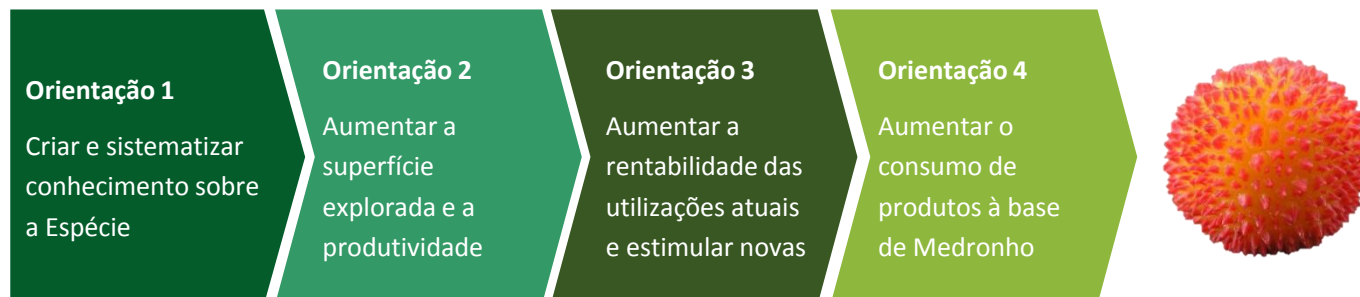 Orientação 1
Criar e sistematizar
conhecimento sobre
a Espécie
Orientação 2
Aumentar a
superfície
explorada e a
produtividade
Orientação 3
Aumentar a
rentabilidade das
utilizações atuais
e estimular novas
Orientação 4
Aumentar o
consumo de
produtos à base
de Medronho